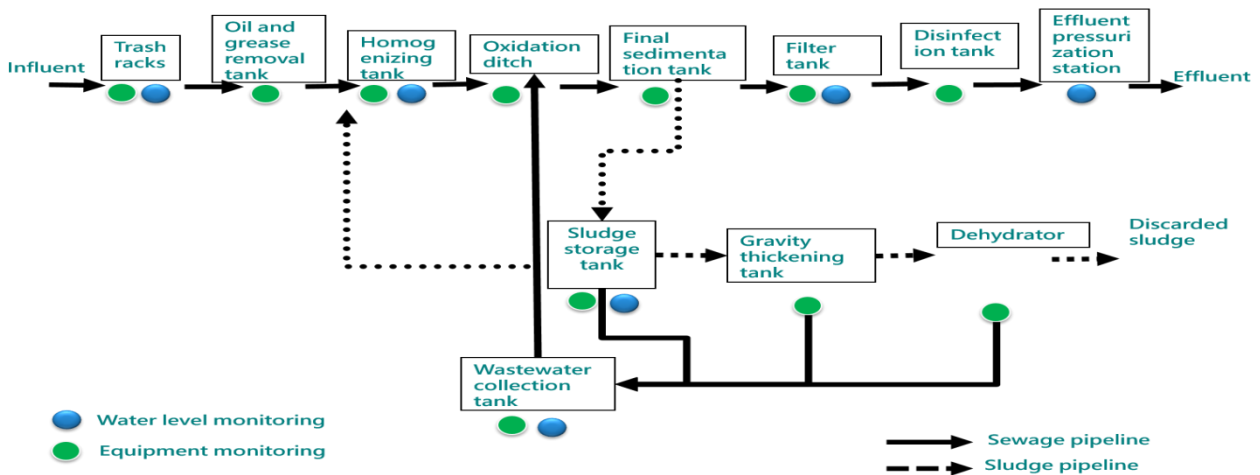 Influent
Trash
racks
Oil and
grease
removal
tank
Homog
enizing
tank
Oxidation
ditch
Final
sedimenta
tion tank
Filter
tank
Disinfect
ion tank
Effluent
pressuri
zation
station
Effluent
Sludge
storage
tank
Gravity
thickening
tank
Dehydrator
Discarded
sludge
Wastewater
collection
tank
Water level monitoring
Equipment monitoring
Sewage pipeline
Sludge pipeline